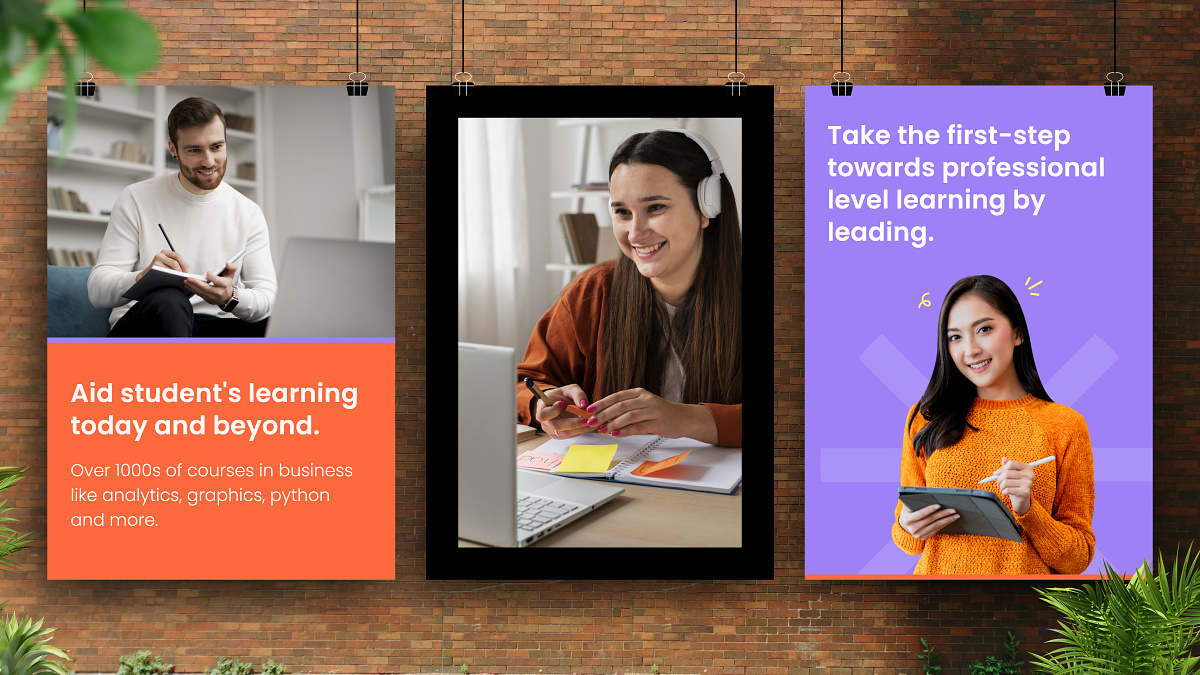 Aid student's learning
today and beyond.
Over 1000s of courses in business
like analytics, graphics, python
and more.
Take the first-step
towards professional
level learning by
leading.